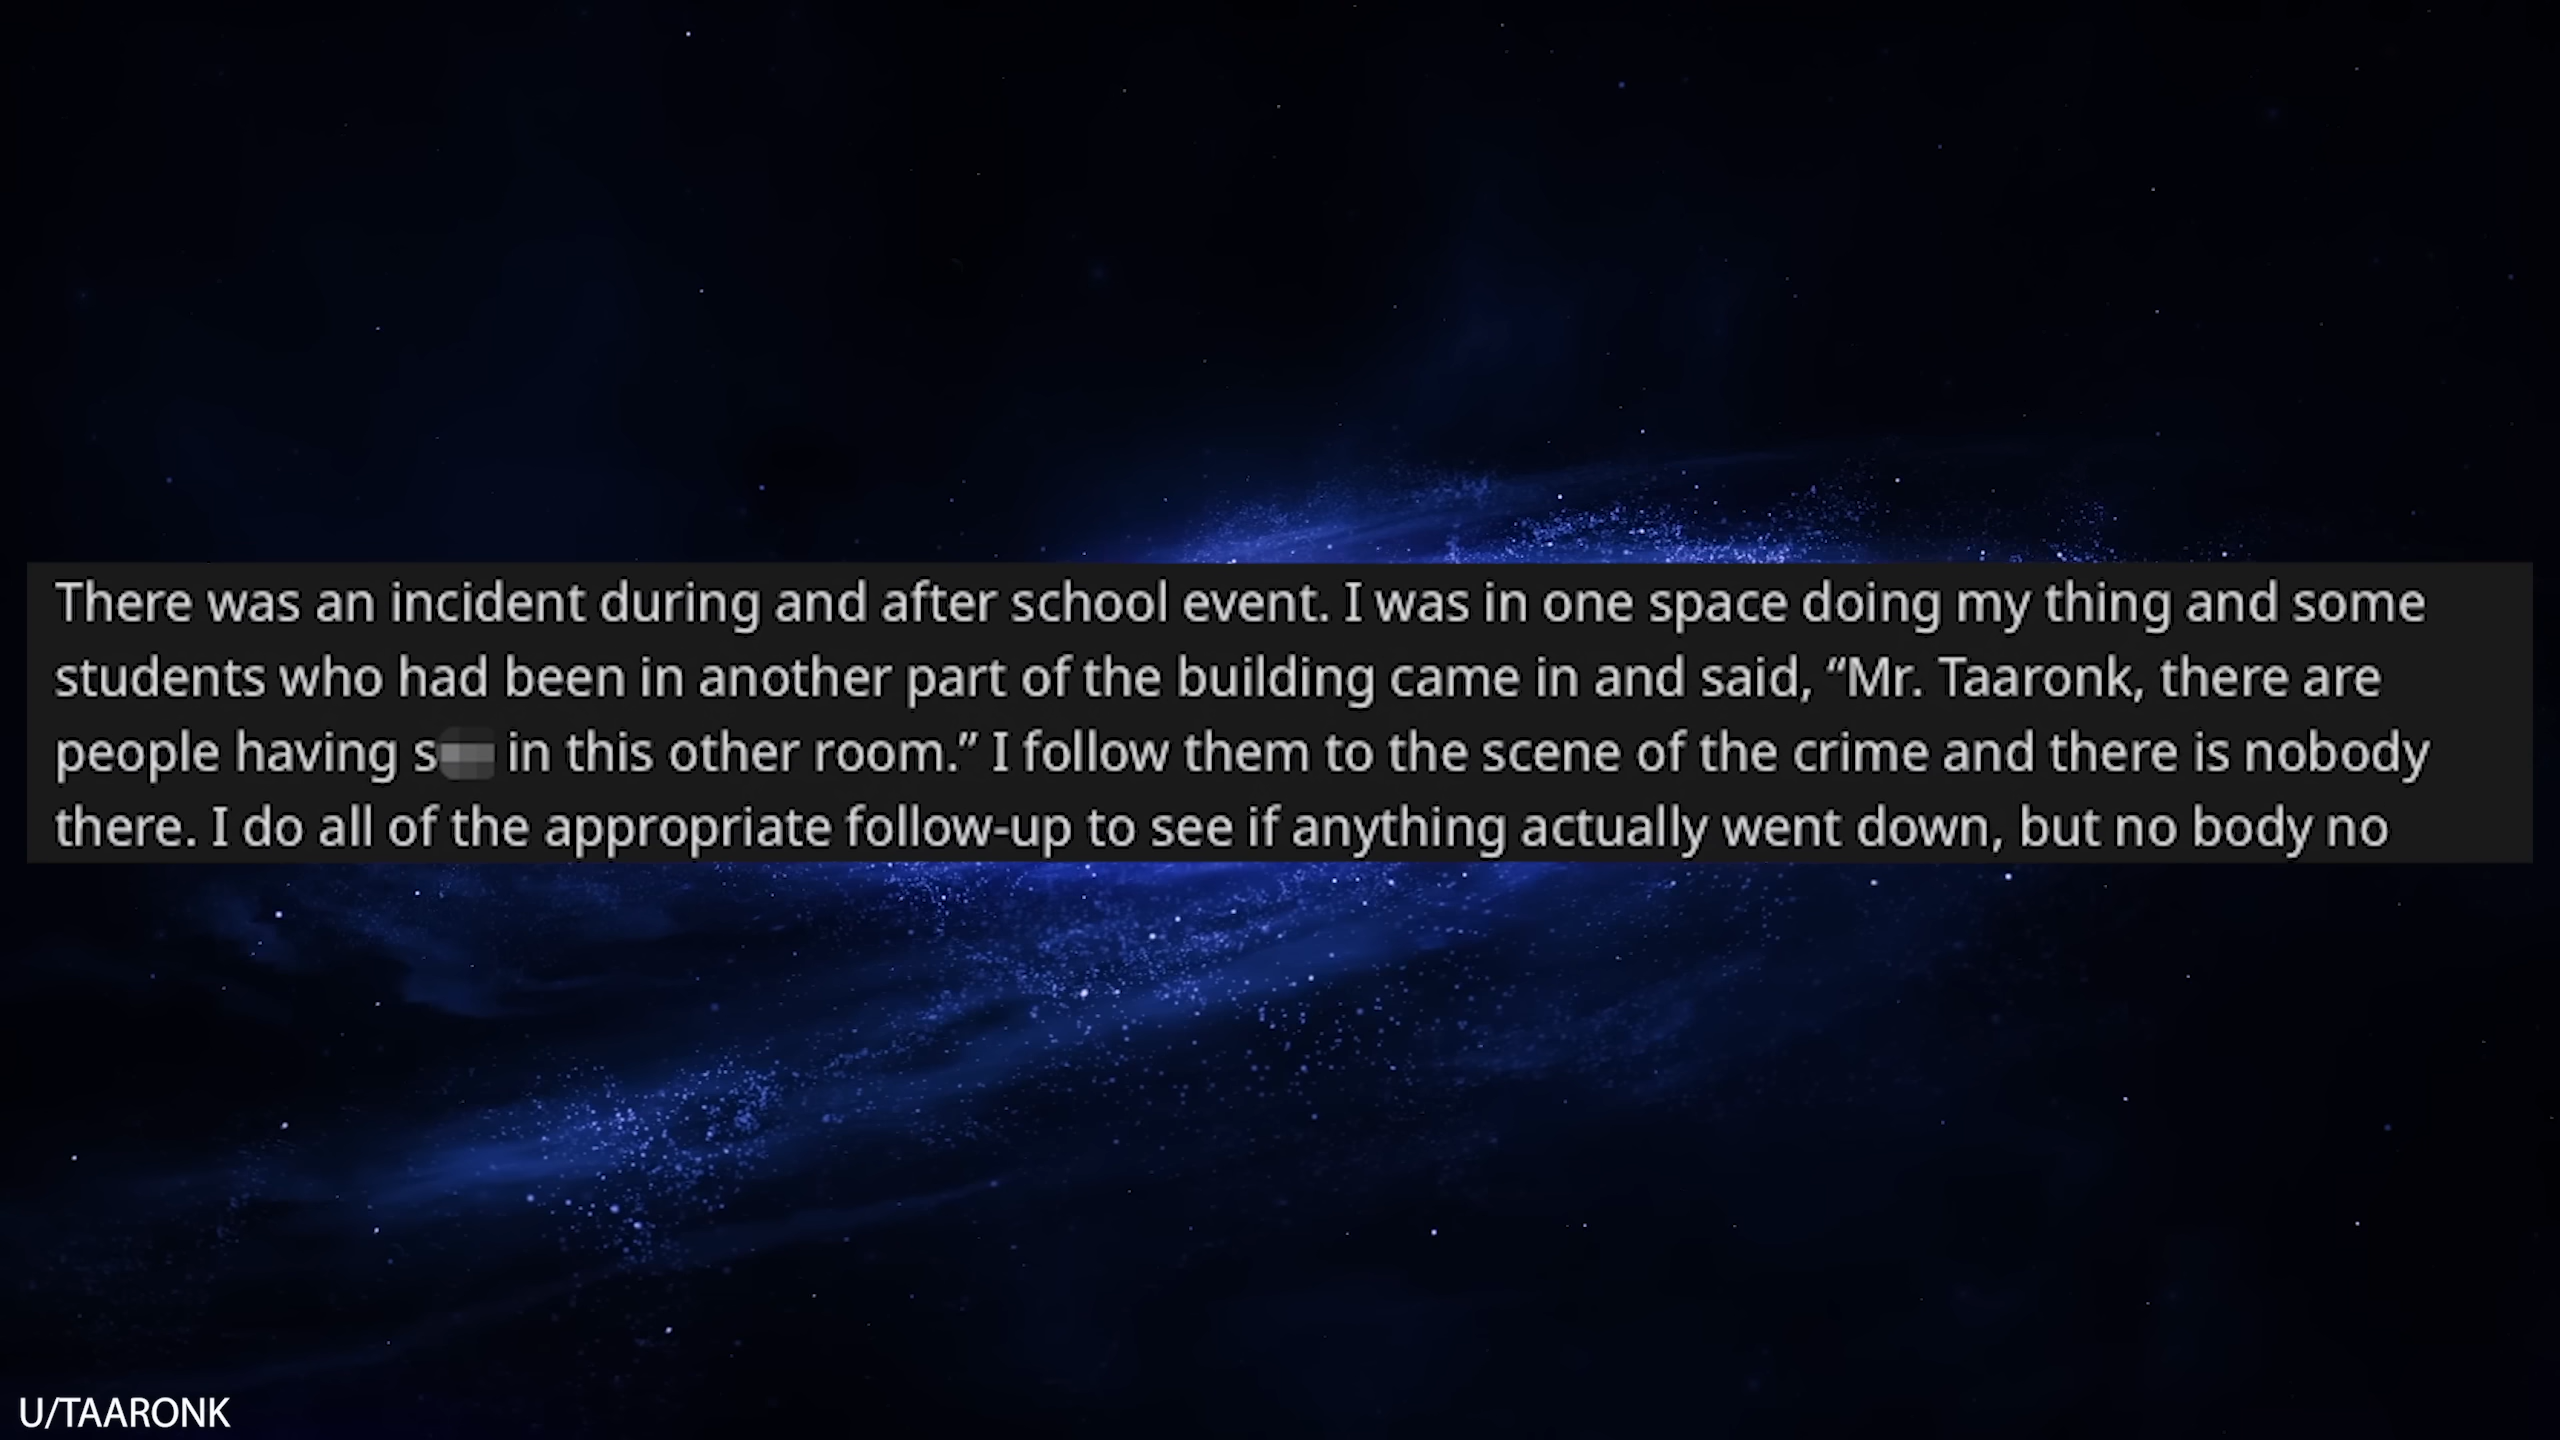 There was an incident during and after school event. I was in one space doing my thing and some
students who had been in another part of the building came in and said, “Mr. Taaronk, there are
people having s in this other room.” I follow them to the scene of the crime and there is nobody
there. I do all of the appropriate follow-up to see if anything actually went down, but no body no
U/TAARONK